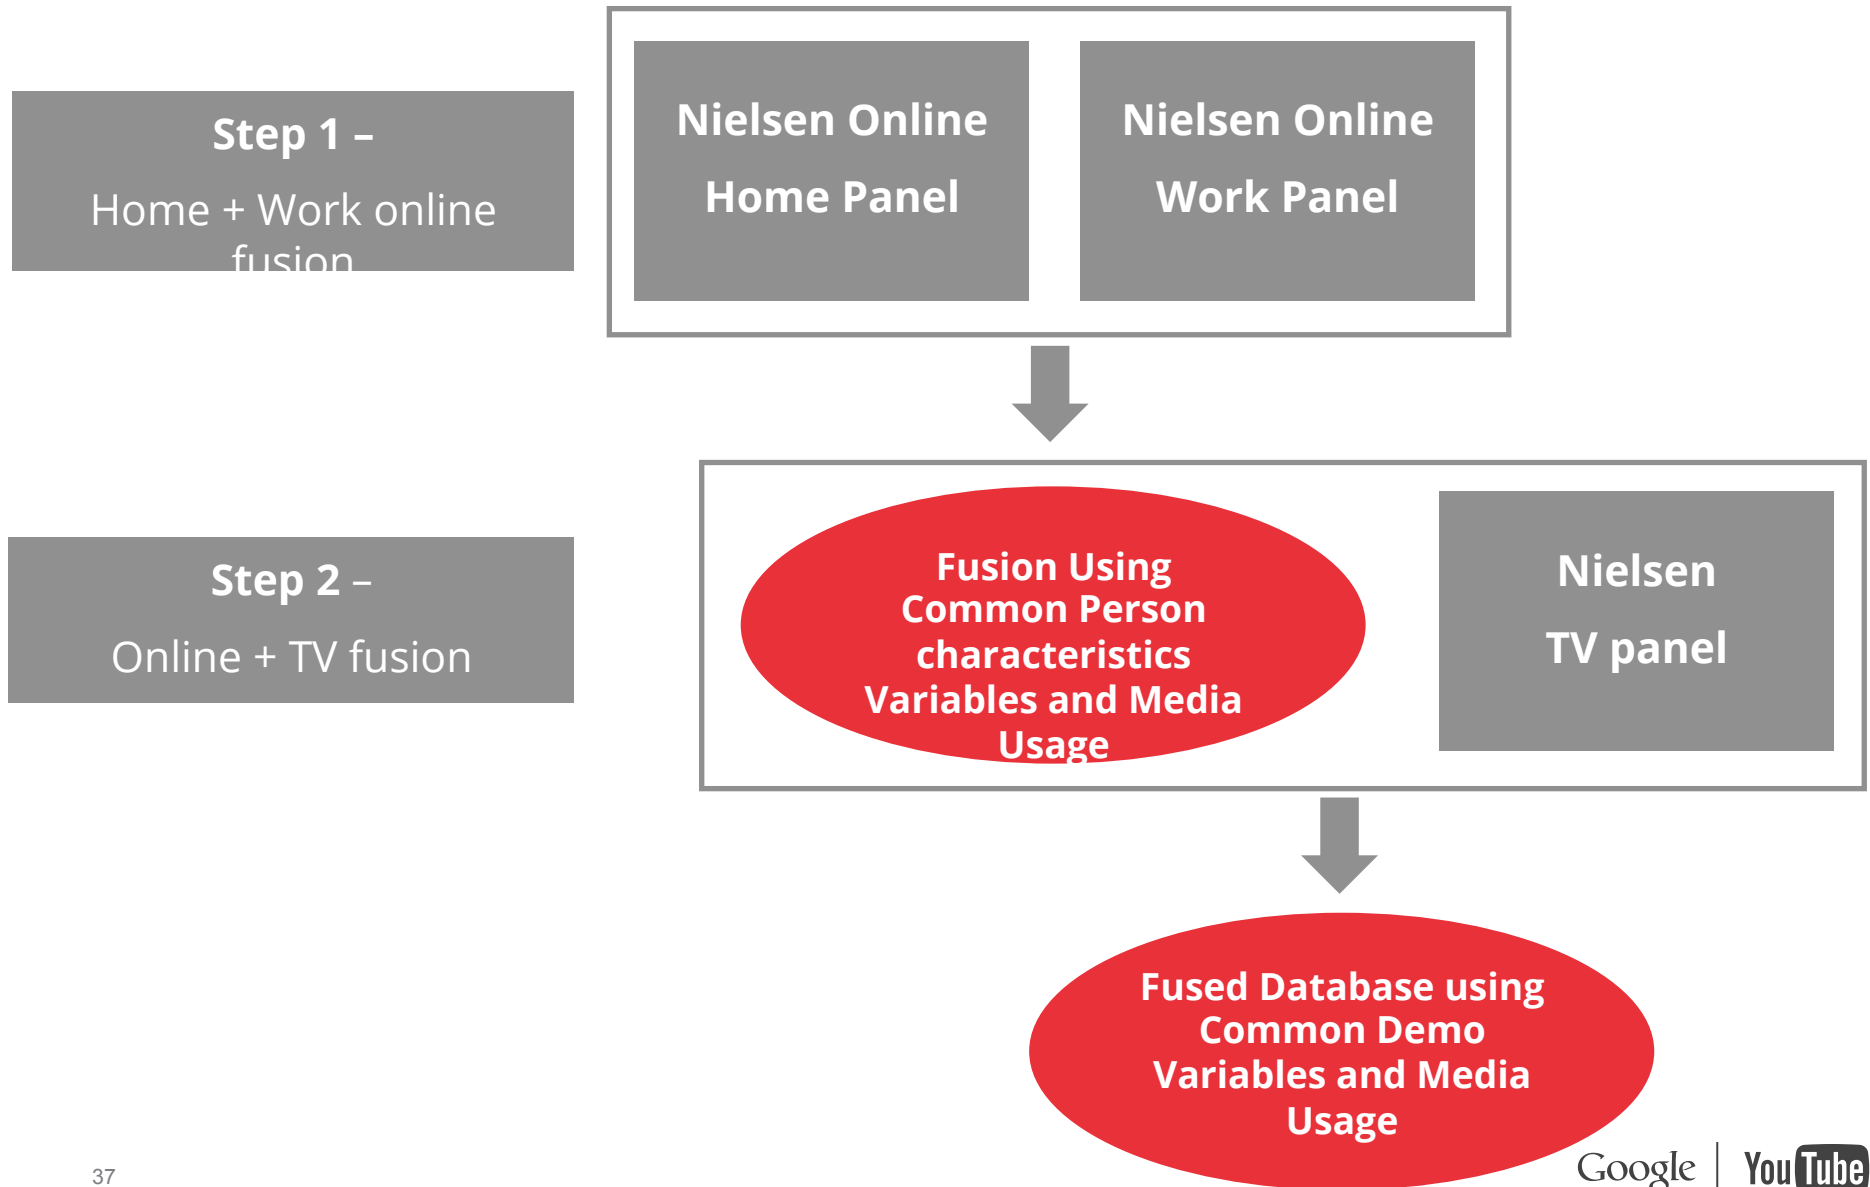 Step 1 –
Home + Work online
fusion
Nielsen Online
Home Panel
Nielsen Online
Work Panel
Step 2 –
Online + TV fusion
Fusion Using
Common Person
characteristics
Variables and Media
Usage
Nielsen
TV panel
Fused Database using
Common Demo
Variables and Media
Usage
37
Google
YouTube